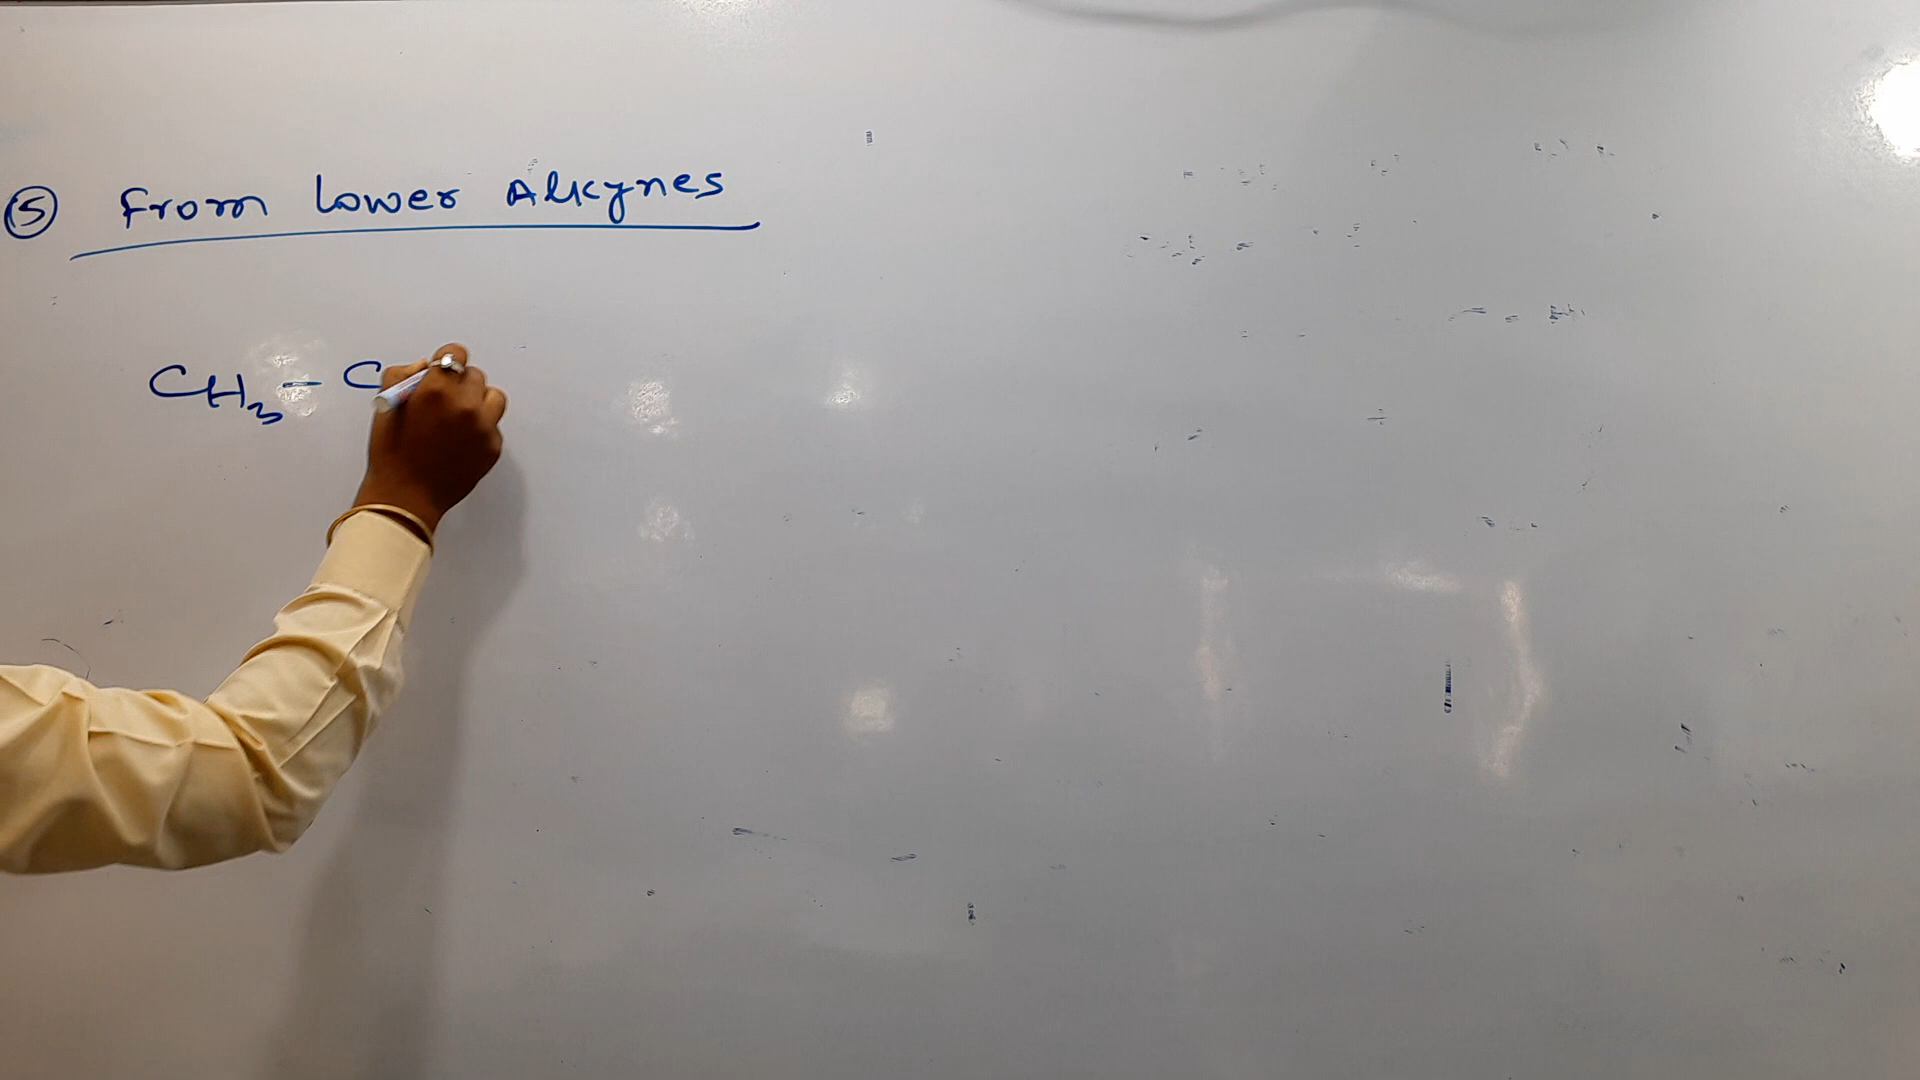 ⑤ From Lower Alkynes
CH₃ - C